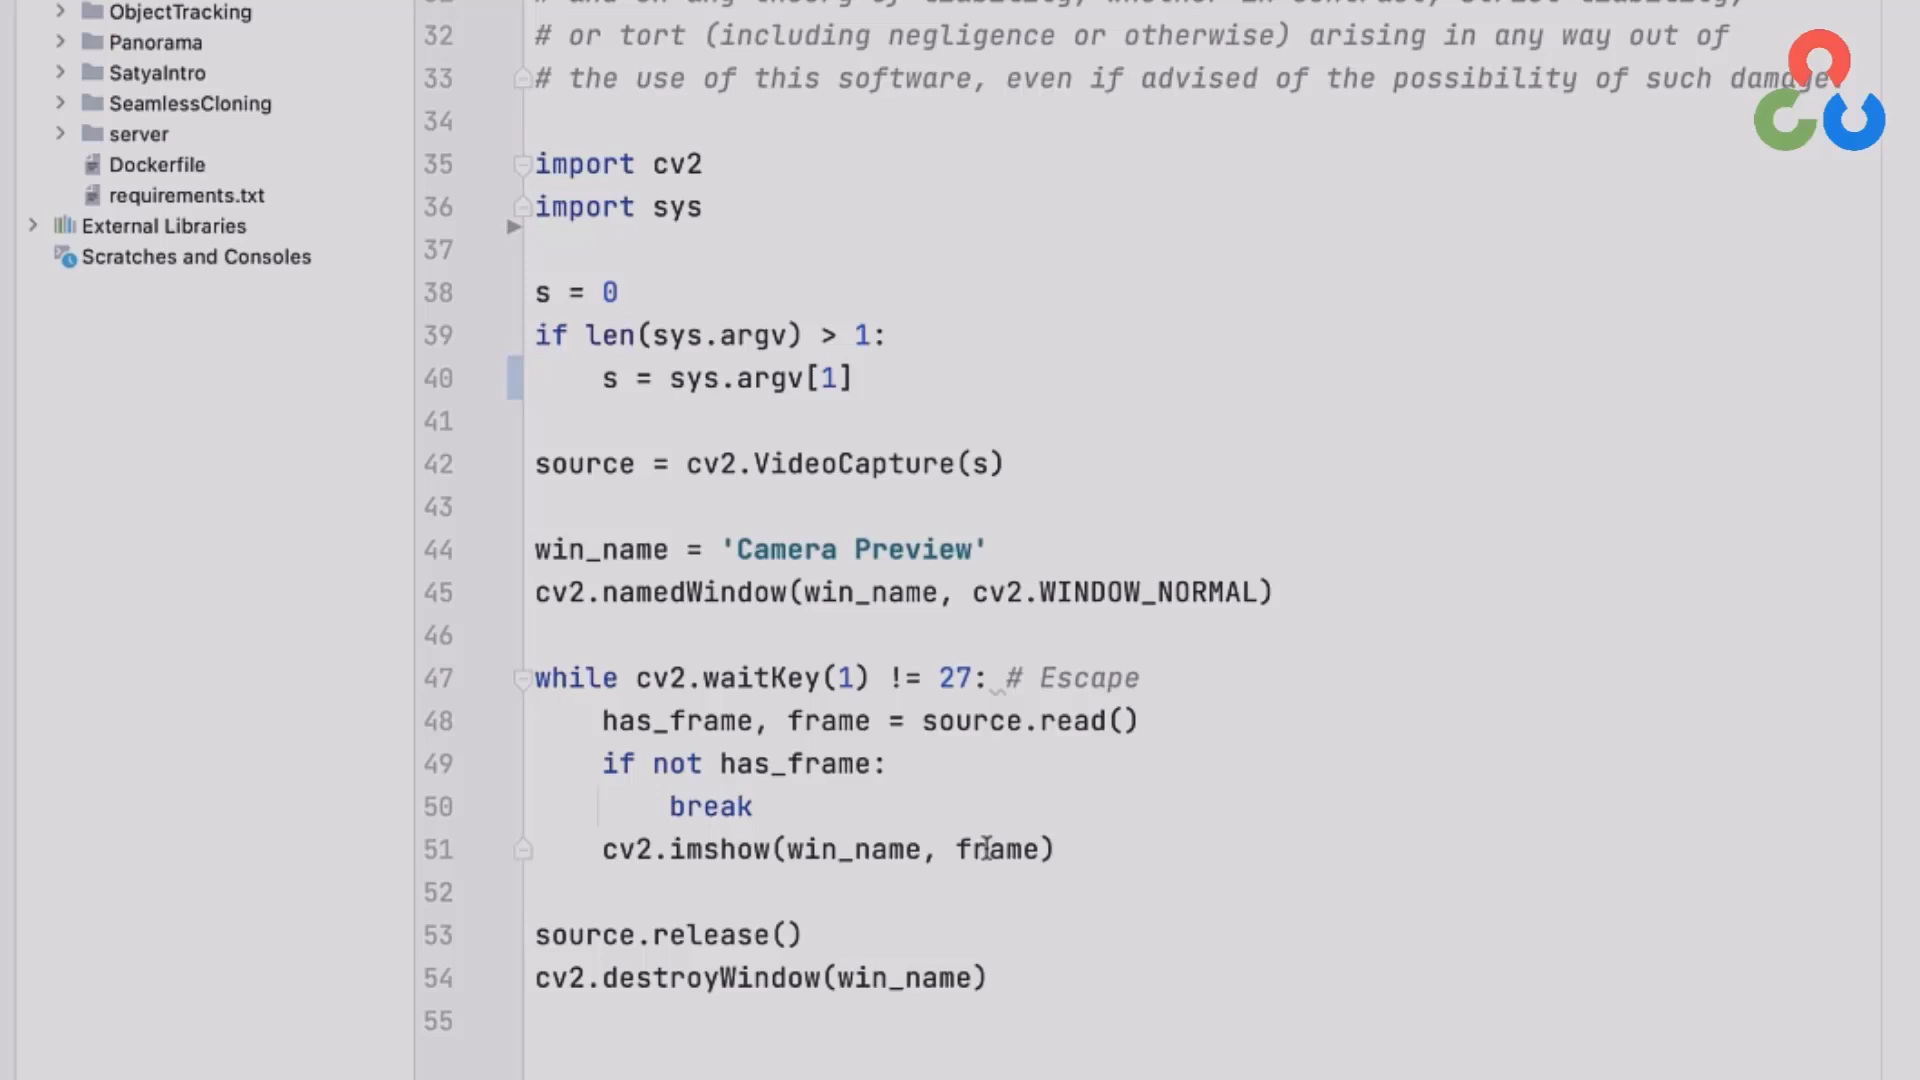 ObjectTracking
Panorama
SatyaIntro
SeamlessCloning
server
Dockerfile
requirements.txt
External Libraries
Scratches and Consoles
32 # or tort (including negligence or otherwise) arising in any way out of
33 # the use of this software, even if advised of the possibility of such damage
34
35 import cv2
36 import sys
37
38 s = 0
39 if len(sys.argv) > 1:
40 s = sys.argv[1]
41
42 source = cv2.VideoCapture(s)
43
44 win_name = 'Camera Preview'
45 cv2.namedWindow(win_name, cv2.WINDOW_NORMAL)
46
47 while cv2.waitKey(1) != 27: # Escape
48 has_frame, frame = source.read()
49 if not has_frame:
50 break
51 cv2.imshow(win_name, frame)
52
53 source.release()
54 cv2.destroyWindow(win_name)
55